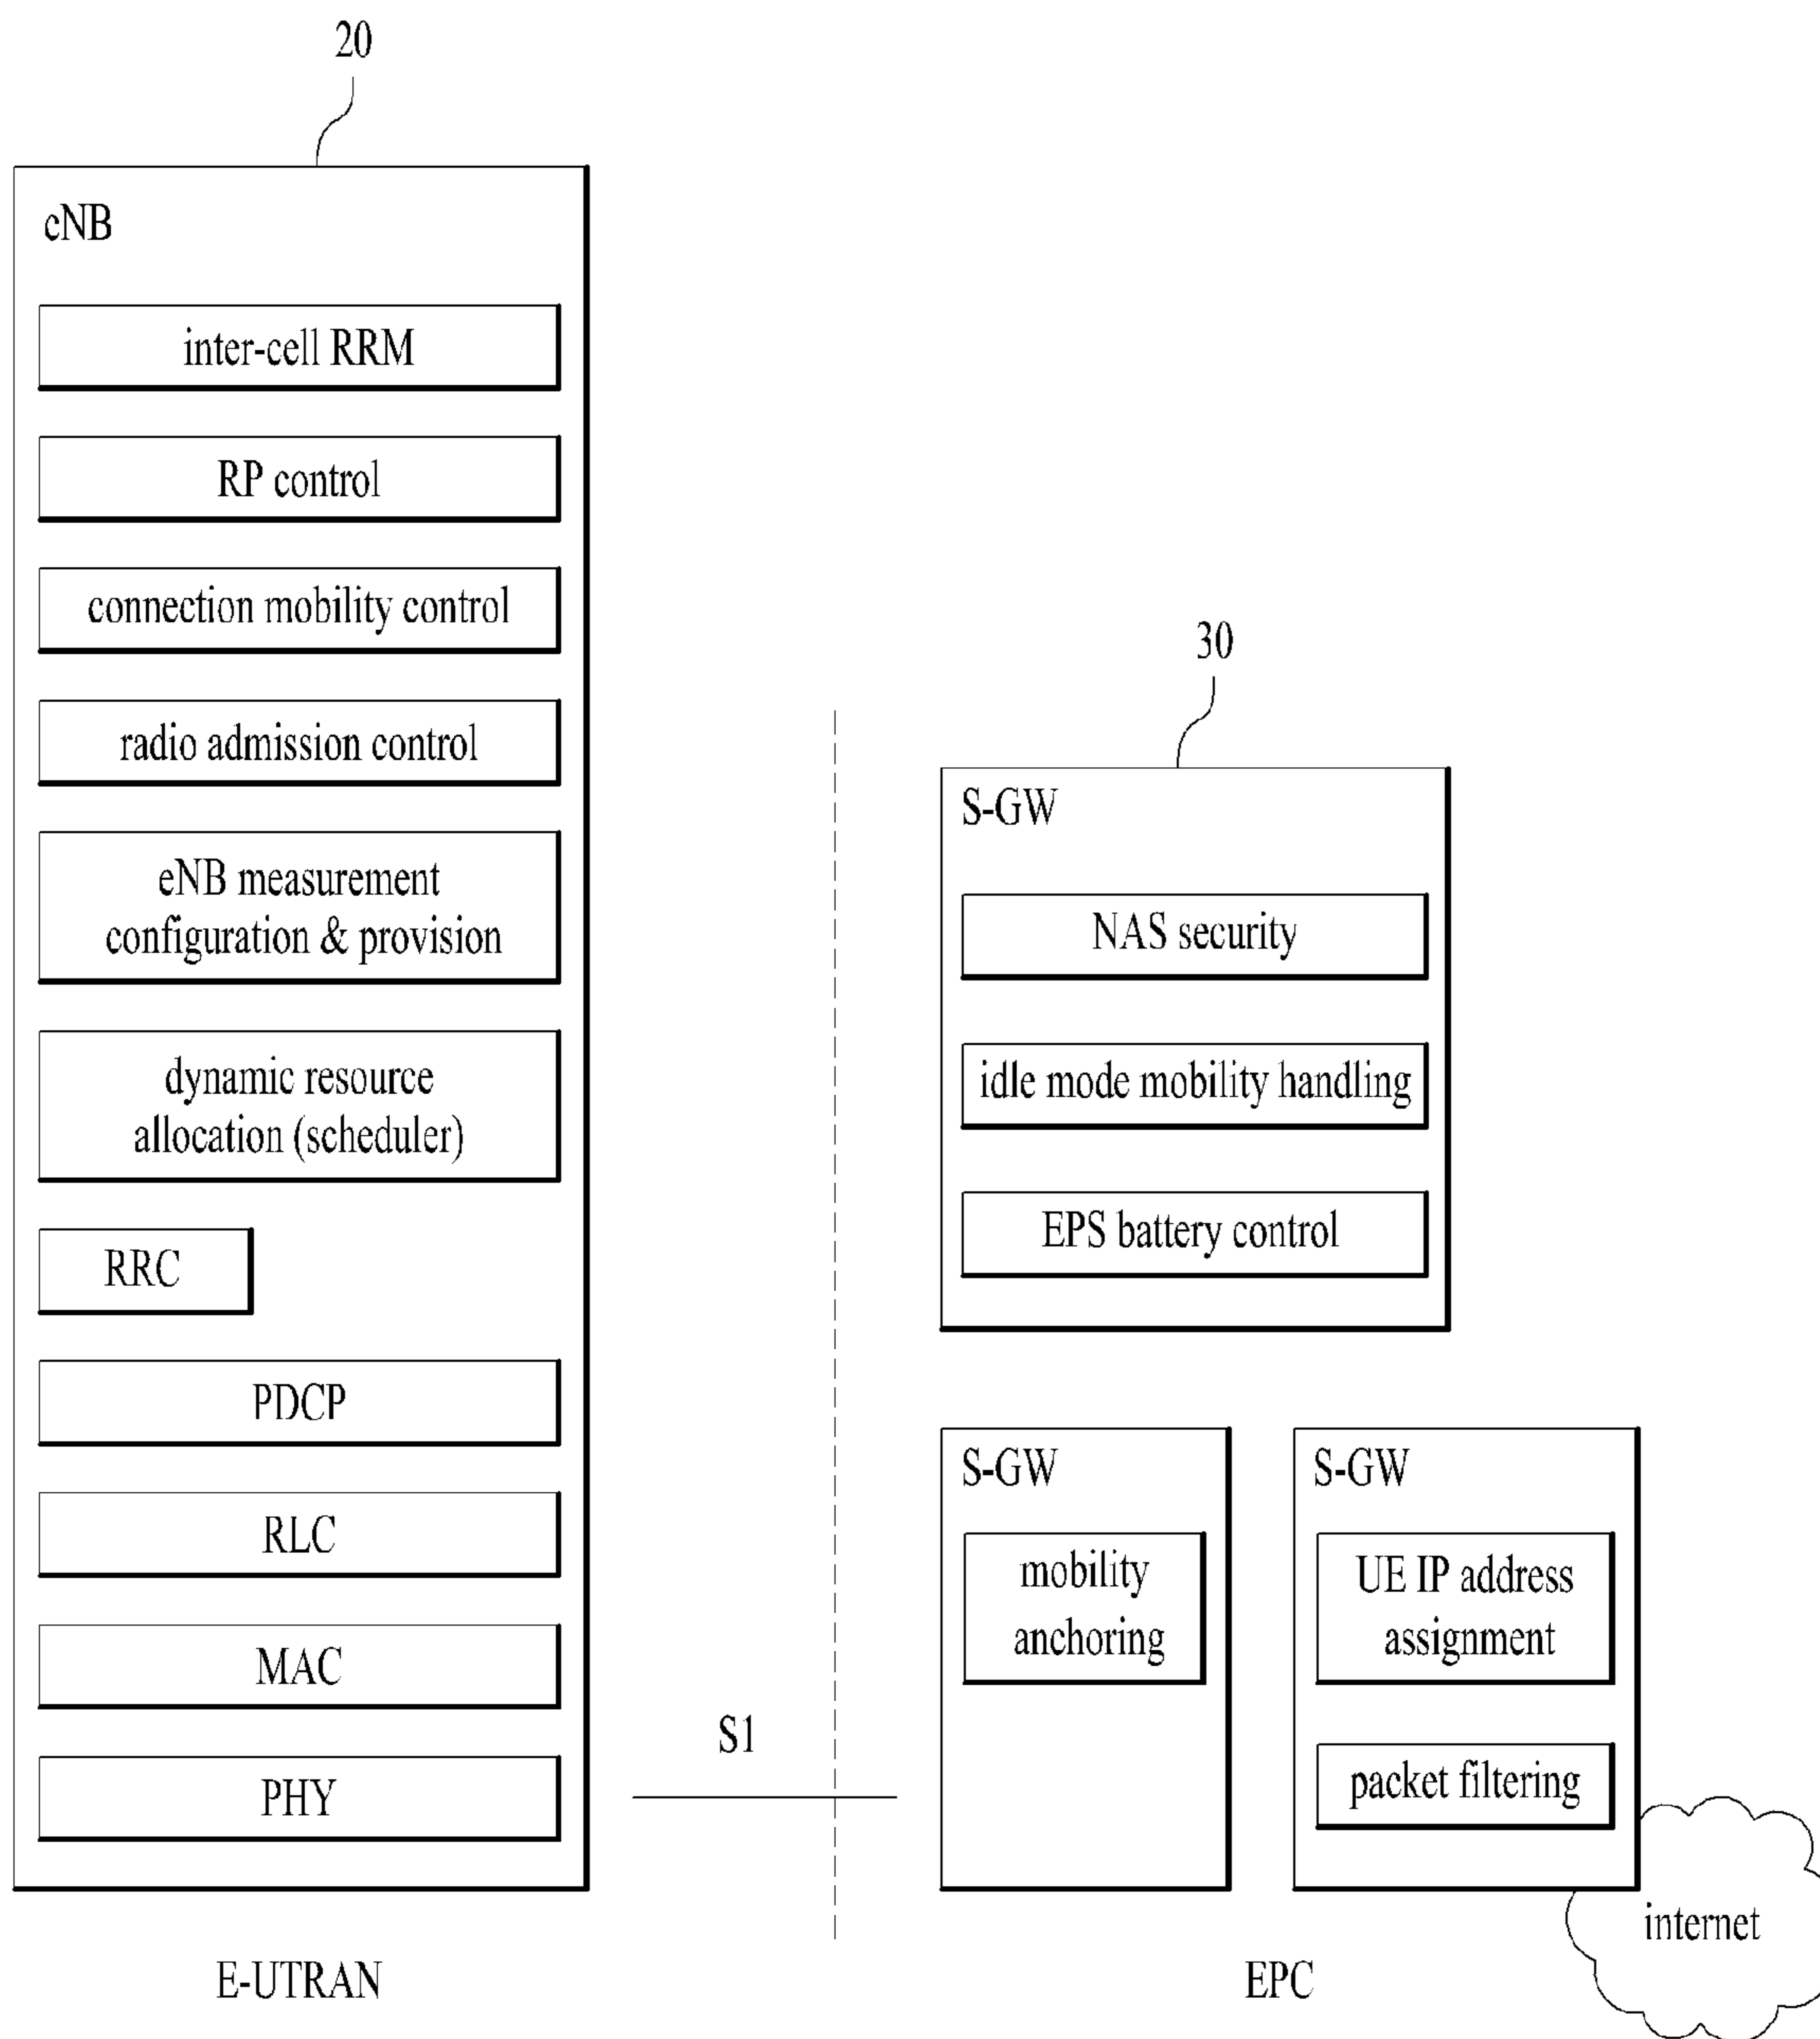 20
cNB
inter-cell RRM
RP control
connection mobility control
radio admission control
eNB measurement
configuration & provision
dynamic resource
allocation (scheduler)
RRC
PDCP
RLC
MAC
PHY
E-UTRAN
S1
30
S-GW
NAS security
idle mode mobility handling
EPS battery control
S-GW
mobility
anchoring
S-GW
UE IP address
assignment
packet filtering
internet
EPC